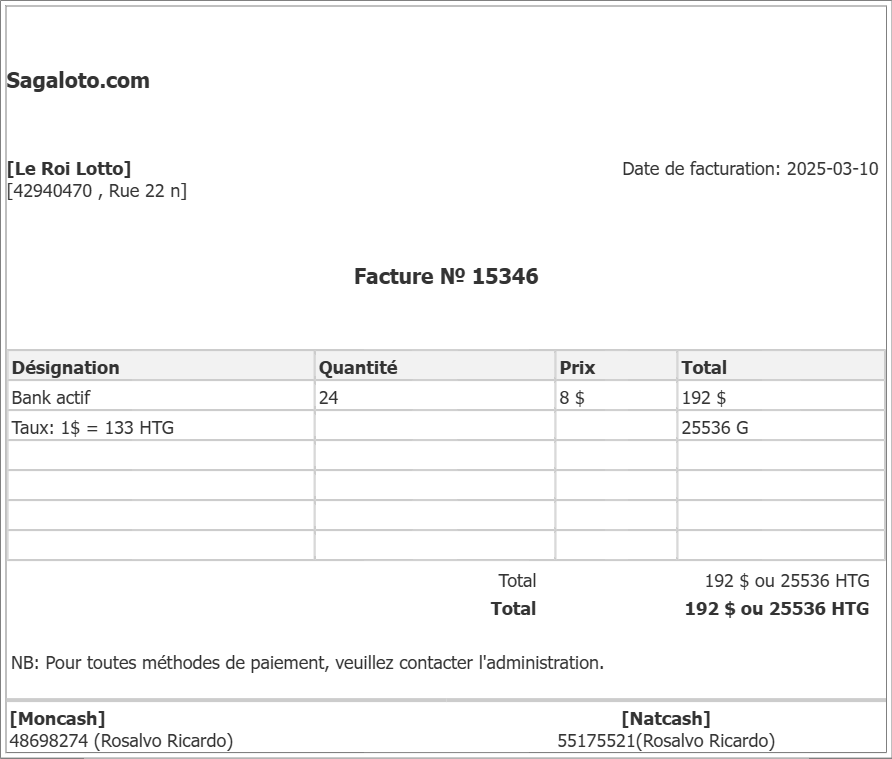 Sagaloto.com
[Le Roi Lotto]
Date de facturation: 2025-03-10
[42940470 , Rue 22 n]
Facture № 15346
Désignation Quantité Prix Total
Bank actif 24 8 $ 192 $
Taux: 1$ = 133 HTG 25536 G
Total 192 $ ou 25536 HTG
Total 192 $ ou 25536 HTG
NB: Pour toutes méthodes de paiement, veuillez contacter l'administration.
[Moncash] [Natcash]
48698274 (Rosalvo Ricardo) 55175521(Rosalvo Ricardo)